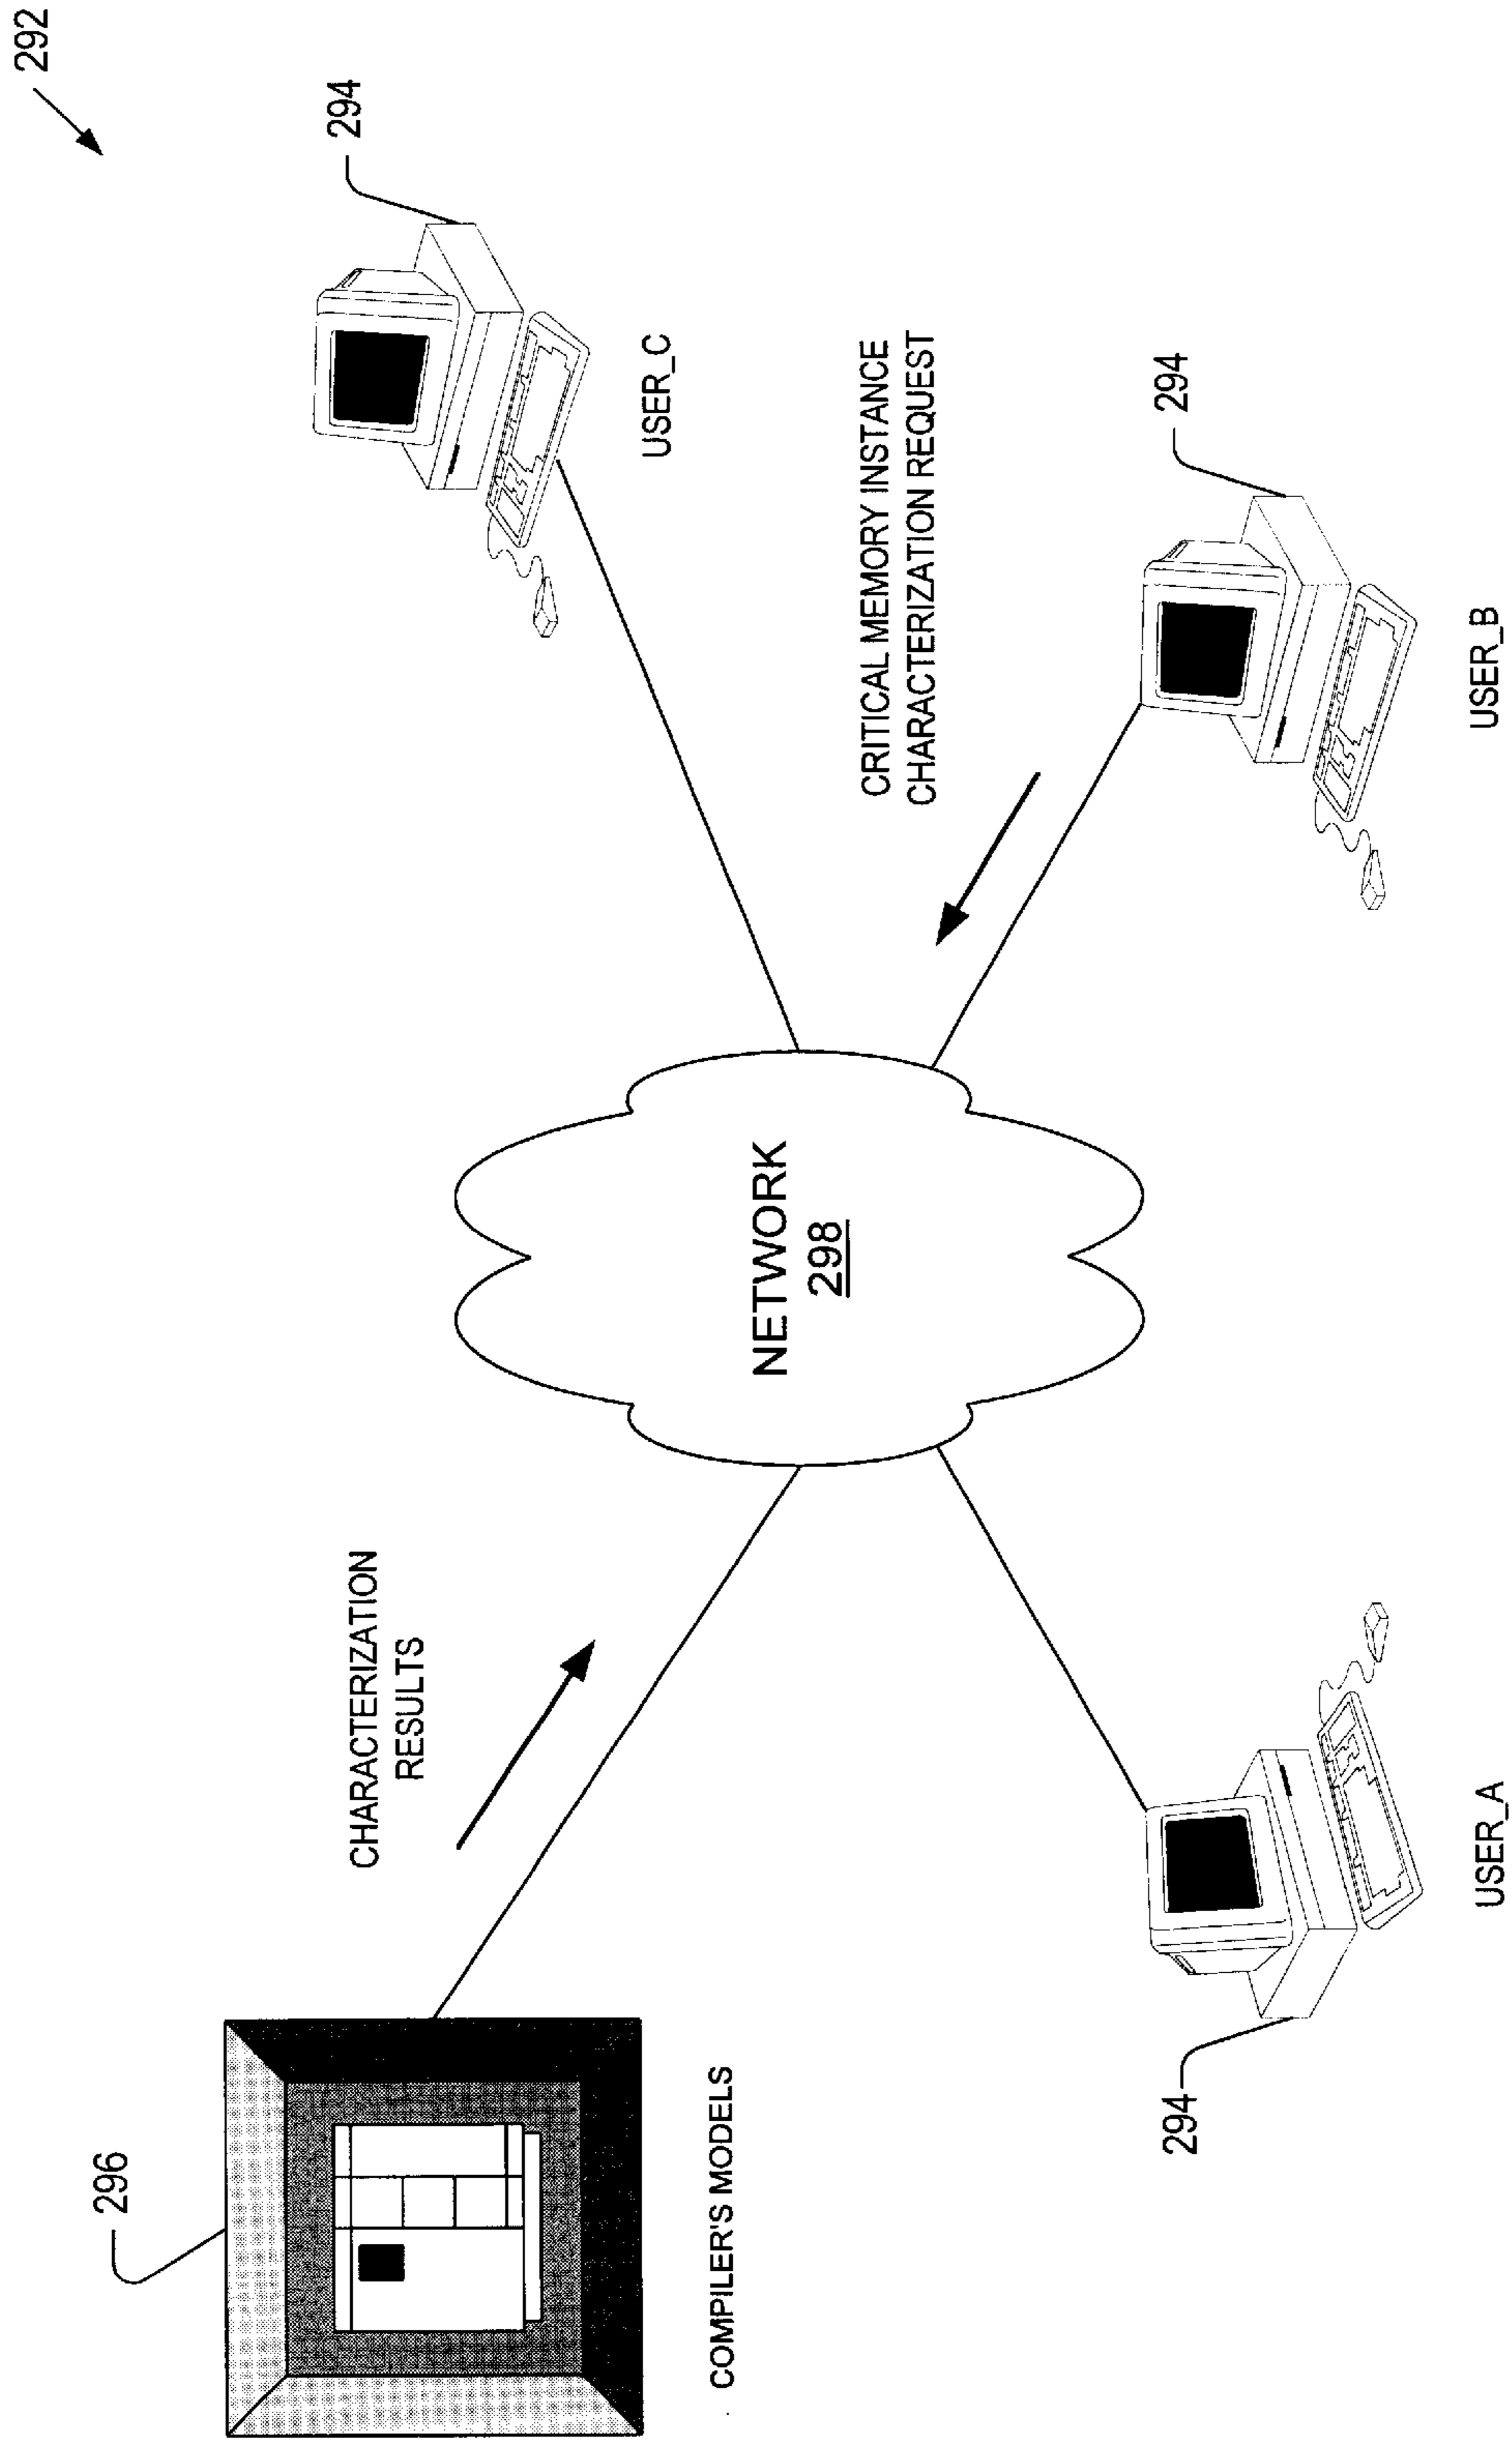 292
296
CHARACTERIZATION
RESULTS
294
COMPILER'S MODELS
USER_C
NETWORK
298
CRITICAL MEMORY INSTANCE
CHARACTERIZATION REQUEST
294
294
USER_A
USER_B